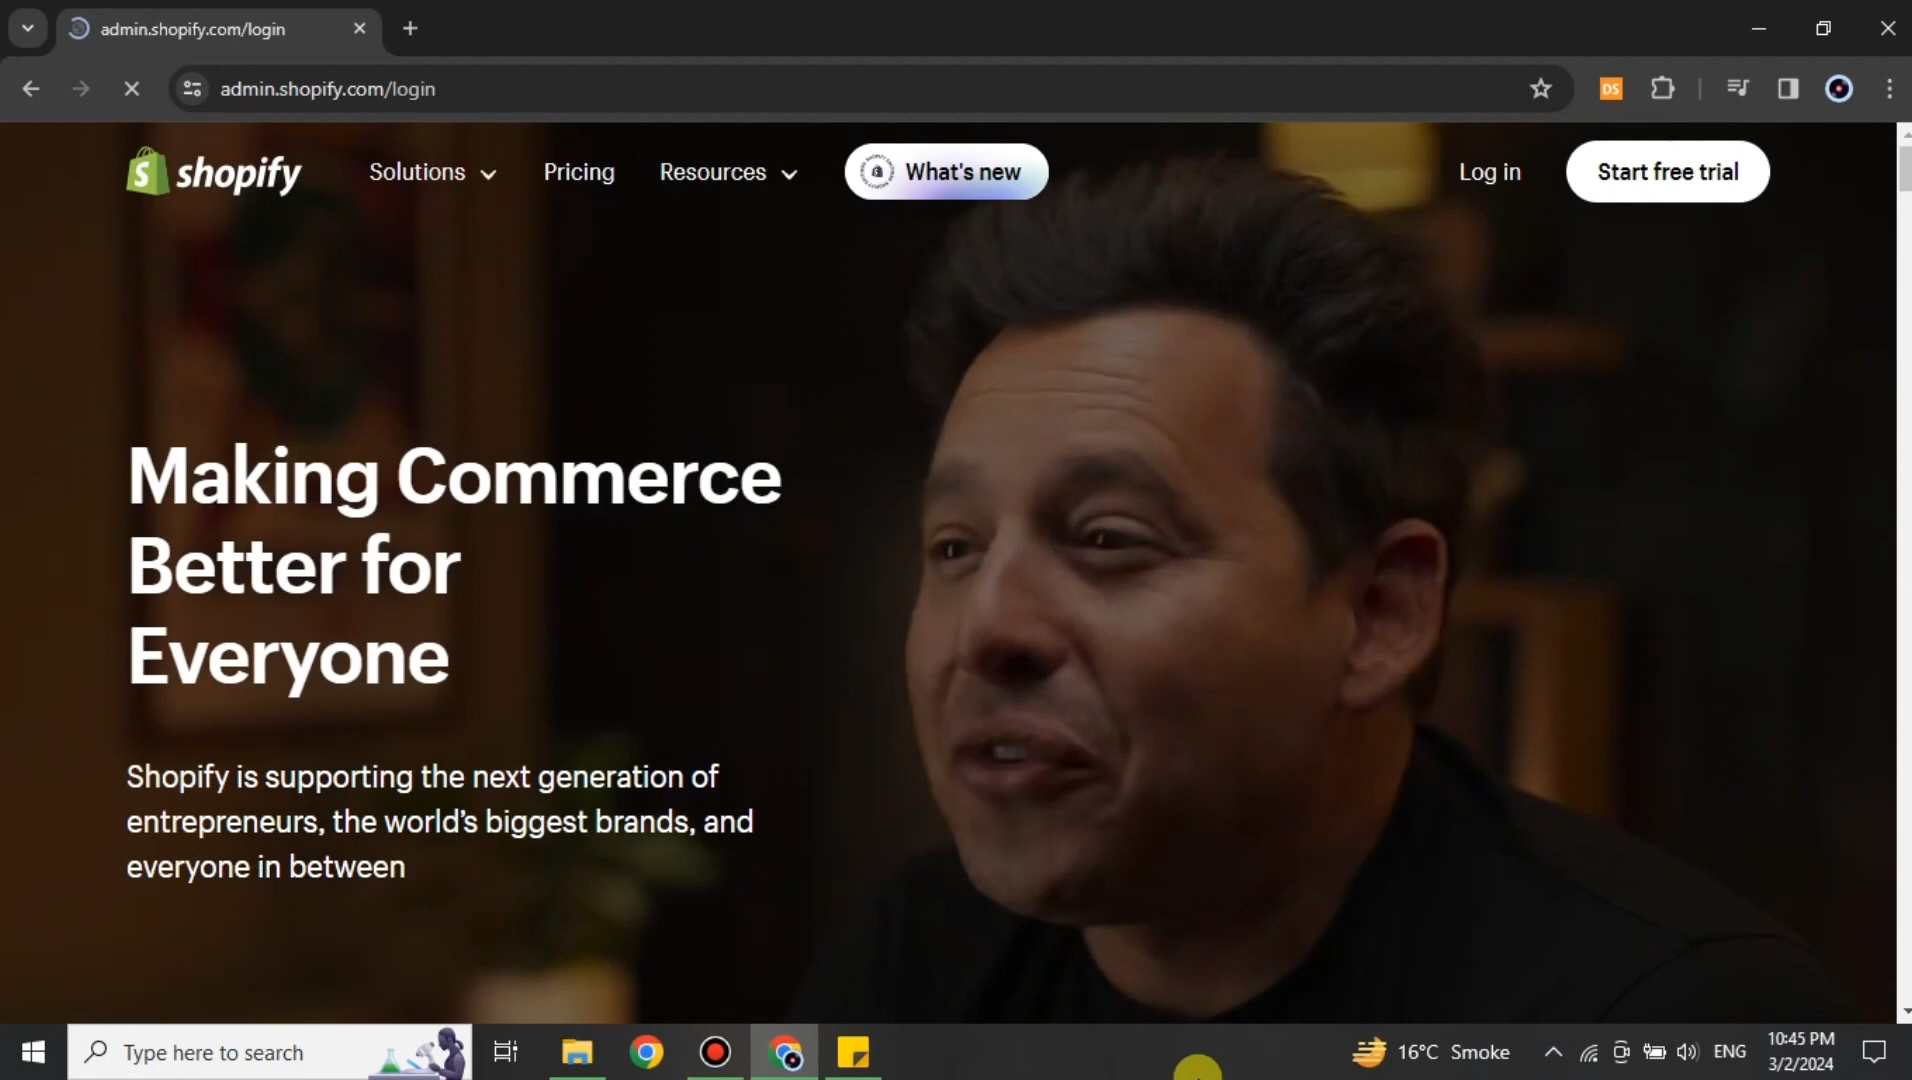 admin.shopify.com/login
admin.shopify.com/login
DS
shopify
Solutions
Pricing
Resources
What's new
Log in
Start free trial
Making Commerce
Better for
Everyone
Shopify is supporting the next generation of
entrepreneurs, the world's biggest brands, and
everyone in between
Type here to search
16°C Smoke
ENG
10:45 PM
3/2/2024